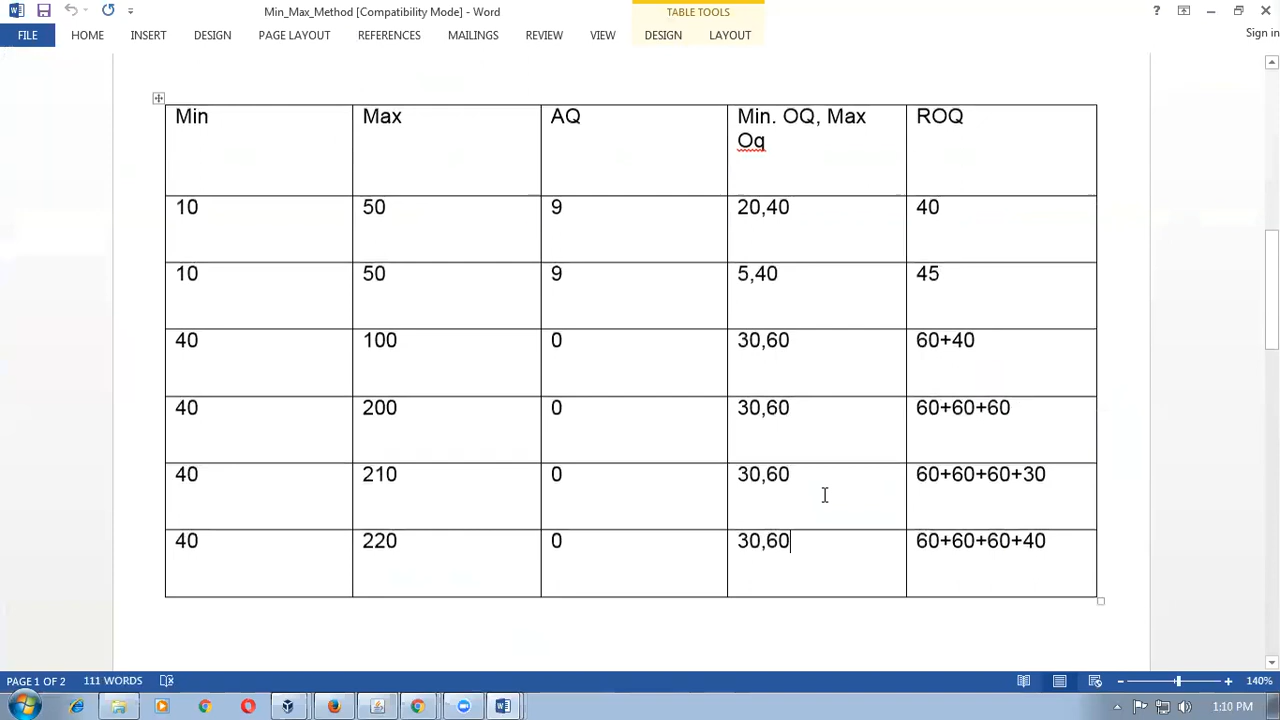 Min_Max_Method [Compatibility Mode] - Word
TABLE TOOLS
?
FILE HOME INSERT DESIGN PAGE LAYOUT REFERENCES MAILINGS REVIEW VIEW DESIGN LAYOUT
Sign in
Min Max AQ Min. OQ, Max ROQ
Oq
10 50 9 20,40 40
10 50 9 5,40 45
40 100 0 30,60 60+40
40 200 0 30,60 60+60+60
40 210 0 30,60 60+60+60+30
40 220 0 30,60 60+60+60+40
PAGE 1 OF 2 111 WORDS 140%
1:10 PM